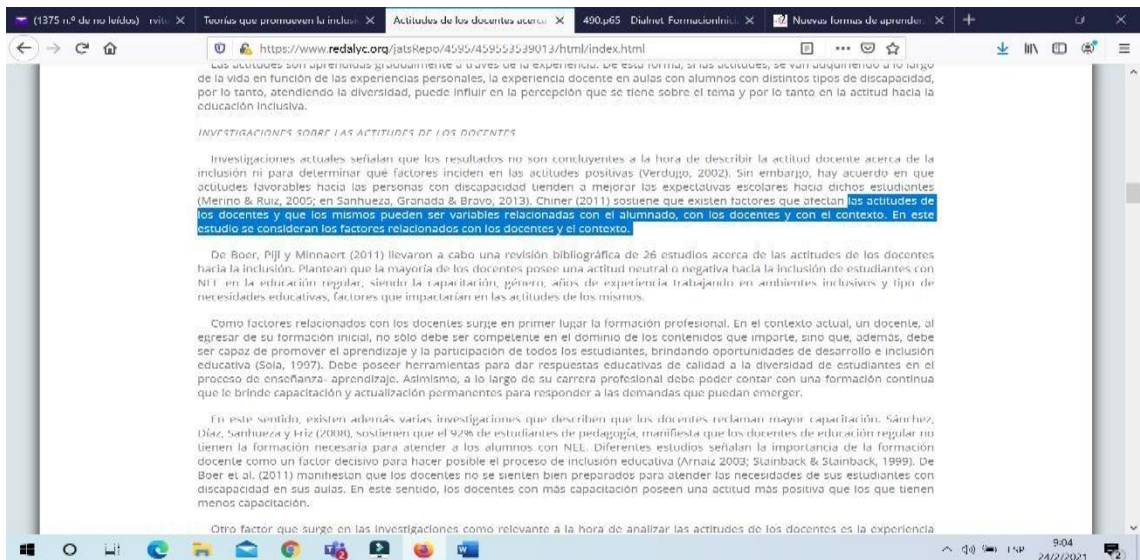 (1375 n.º de no leídos)
Teorías que promueven la inclusi
Actitudes de los docentes acerca
490.p65
Nuevas formas de aprender
https://www.redalyc.org/jatsRepo/4595/459553539013/html/index.html
Las actitudes son aprendidas gradualmente a través de la experiencia. De esta forma, si las actitudes, se van adquiriendo a lo largo
de la vida en función de las experiencias personales, la experiencia docente en aulas con alumnos con distintos tipos de discapacidad,
por lo tanto, atendiendo la diversidad, puede influir en la percepción que se tiene sobre el tema y por lo tanto en la actitud hacia la
educación inclusiva.
INVESTIGACIONES SOBRE LAS ACTITUDES DE LOS DOCENTES
Investigaciones actuales señalan que los resultados no son concluyentes a la hora de describir la actitud docente acerca de la
inclusión ni para determinar qué factores inciden en las actitudes positivas (Verdugo, 2002). Sin embargo, hay acuerdo en que
actitudes favorables hacia las personas con discapacidad tienden a mejorar las expectativas escolares hacia dichos estudiantes
(Merino & Ruiz, 2005; en Sanhueza, Granada & Bravo, 2013). Chiner (2011) sostiene que existen factores que afectan las actitudes de
los docentes y que los mismos pueden ser variables relacionadas con el alumnado, con los docentes y con el contexto. En este
estudio se consideran los factores relacionados con los docentes y el contexto.
De Boer, Pijl y Minnaert (2011) llevaron a cabo una revisión bibliográfica de 26 estudios acerca de las actitudes de los docentes
hacia la inclusión. Plantean que la mayoría de los docentes posee una actitud neutral o negativa hacia la inclusión de estudiantes con
NEE en la educación regular, siendo la capacitación, género, años de experiencia trabajando en ambientes inclusivos y tipo de
necesidades educativas, factores que impactarían en las actitudes de los mismos.
Como factores relacionados con los docentes surge en primer lugar la formación profesional. En el contexto actual, un docente, al
egresar de su formación inicial, no sólo debe ser competente en el dominio de los contenidos que imparte, sino que, además, debe
ser capaz de promover el aprendizaje y la participación de todos los estudiantes, brindando oportunidades de desarrollo e inclusión
educativa (Sola, 1997). Debe poseer herramientas para dar respuestas educativas de calidad a la diversidad de estudiantes en el
proceso de enseñanza- aprendizaje. Asimismo, a lo largo de su carrera profesional debe poder contar con una formación continua
que le brinde capacitación y actualización permanentes para responder a las demandas que puedan emerger.
En este sentido, existen además varias investigaciones que describen que los docentes reclaman mayor capacitación. Sánchez,
Díaz, Sanhueza y Friz (2008), sostienen que el 92% de estudiantes de pedagogía, manifiesta que los docentes de educación regular no
tienen la formación necesaria para atender a los alumnos con NEE. Diferentes estudios señalan la importancia de la formación
docente como un factor decisivo para hacer posible el proceso de inclusión educativa (Arnaiz 2003; Stainback & Stainback, 1999). De
Boer et al. (2011) manifiestan que los docentes no se sienten bien preparados para atender las necesidades de sus estudiantes con
discapacidad en sus aulas. En este sentido, los docentes con más capacitación poseen una actitud más positiva que los que tienen
menos capacitación.
Otro factor que surge en las investigaciones como relevante a la hora de analizar las actitudes de los docentes es la experiencia
ESP
9:04
24/2/2021